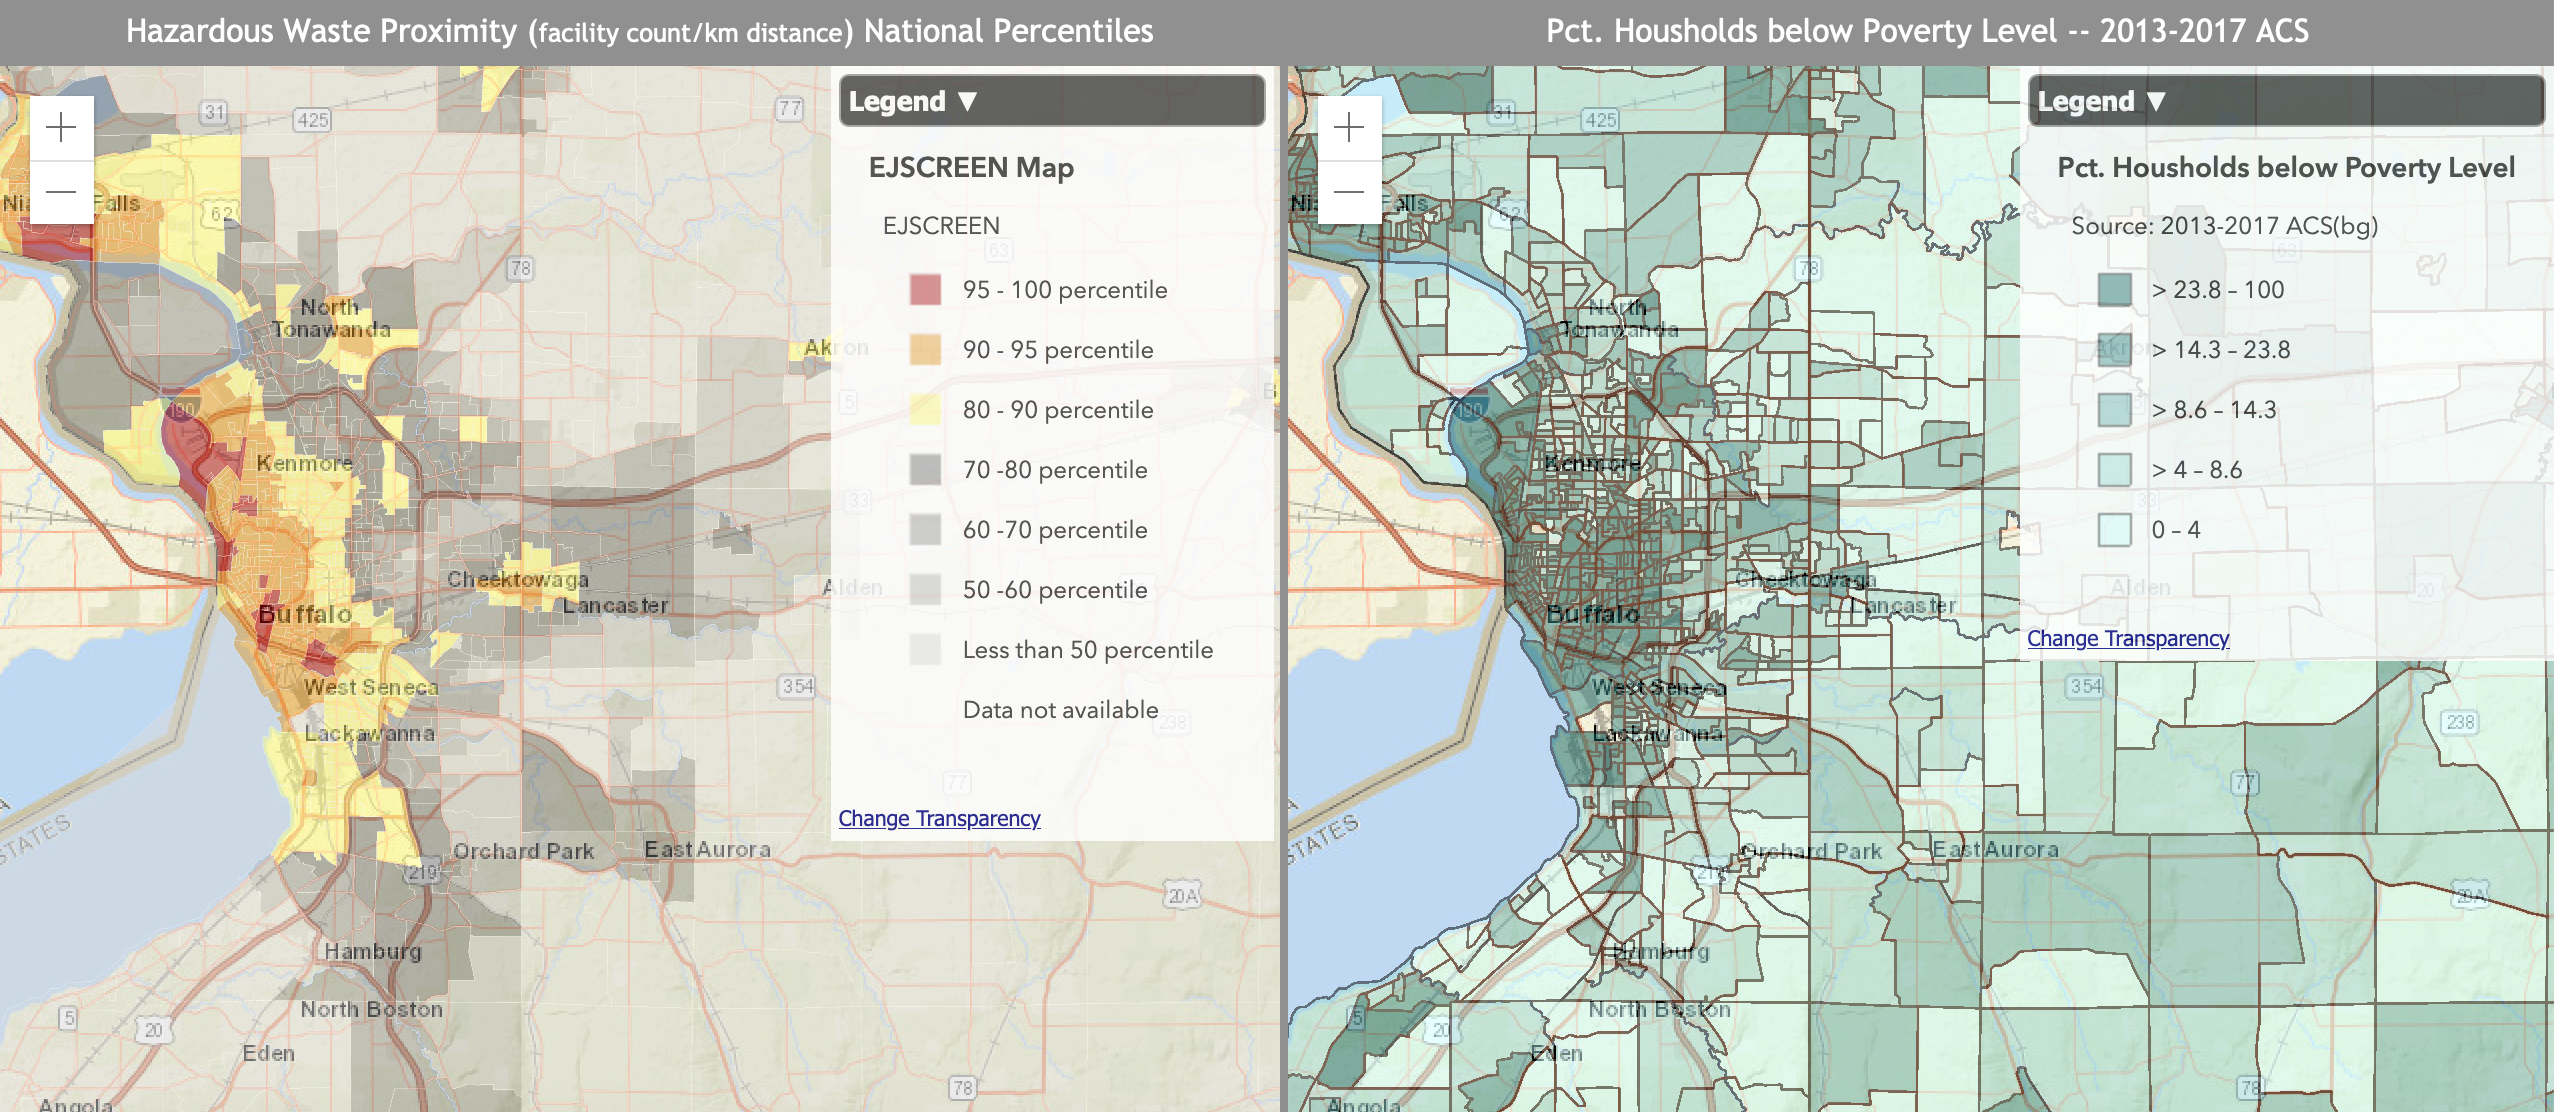 Hazardous Waste Proximity (facility count/km distance) National Percentiles
Legend ▼
EJSCREEN Map
EJSCREEN
95 - 100 percentile
90 - 95 percentile
80 - 90 percentile
70 -80 percentile
60 -70 percentile
50 -60 percentile
Less than 50 percentile
Data not available
Change Transparency
+
−
31
425
77
Falls
62
63
78
North
Tonawanda
Akron
5
190
Kenmore
33
Cheektowaga
Lancaster
Alden
Buffalo
West Seneca
354
238
Lackawanna
77
STATES
Orchard Park
East Aurora
219
20A
Hamburg
North Boston
5
20
Eden
78
Angola
Pct. Housholds below Poverty Level -- 2013-2017 ACS
Legend ▼
Pct. Housholds below Poverty Level
Source: 2013-2017 ACS(bg)
> 23.8 – 100
> 14.3 – 23.8
> 8.6 – 14.3
> 4 – 8.6
0 – 4
Change Transparency
+
−
31
425
Falls
62
63
78
North
Tonawanda
190
Kenmore
33
Cheektowaga
Lancaster
Alden
20
Buffalo
West Seneca
354
238
Lackawanna
77
STATES
Orchard Park
East Aurora
219
20A
Hamburg
North Boston
5
20
Eden
78
Angola